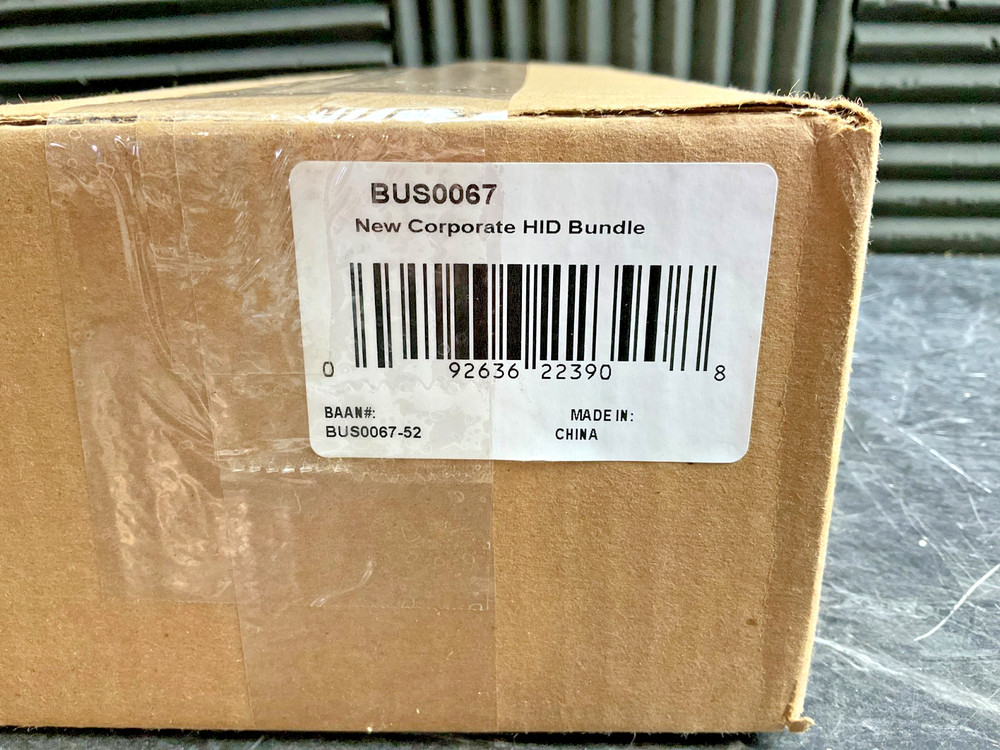 BUS0067
New Corporate HID Bundle
0 92636 22390 8
BAAN#:
BUS0067-52
MADE IN:
CHINA